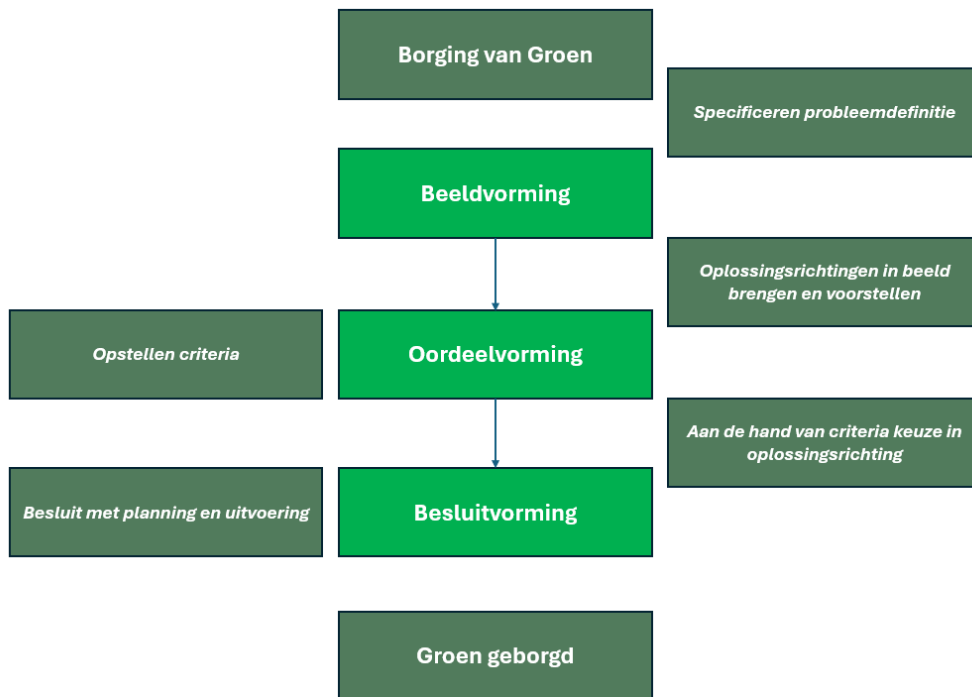 Borging van Groen
Specificeren probleemdefinitie
Beeldvorming
Oplossingsrichtingen in beeld
brengen en voorstellen
Opstellen criteria
Oordeelvorming
Aan de hand van criteria keuze in
oplossingsrichting
Besluit met planning en uitvoering
Besluitvorming
Groen geborgd